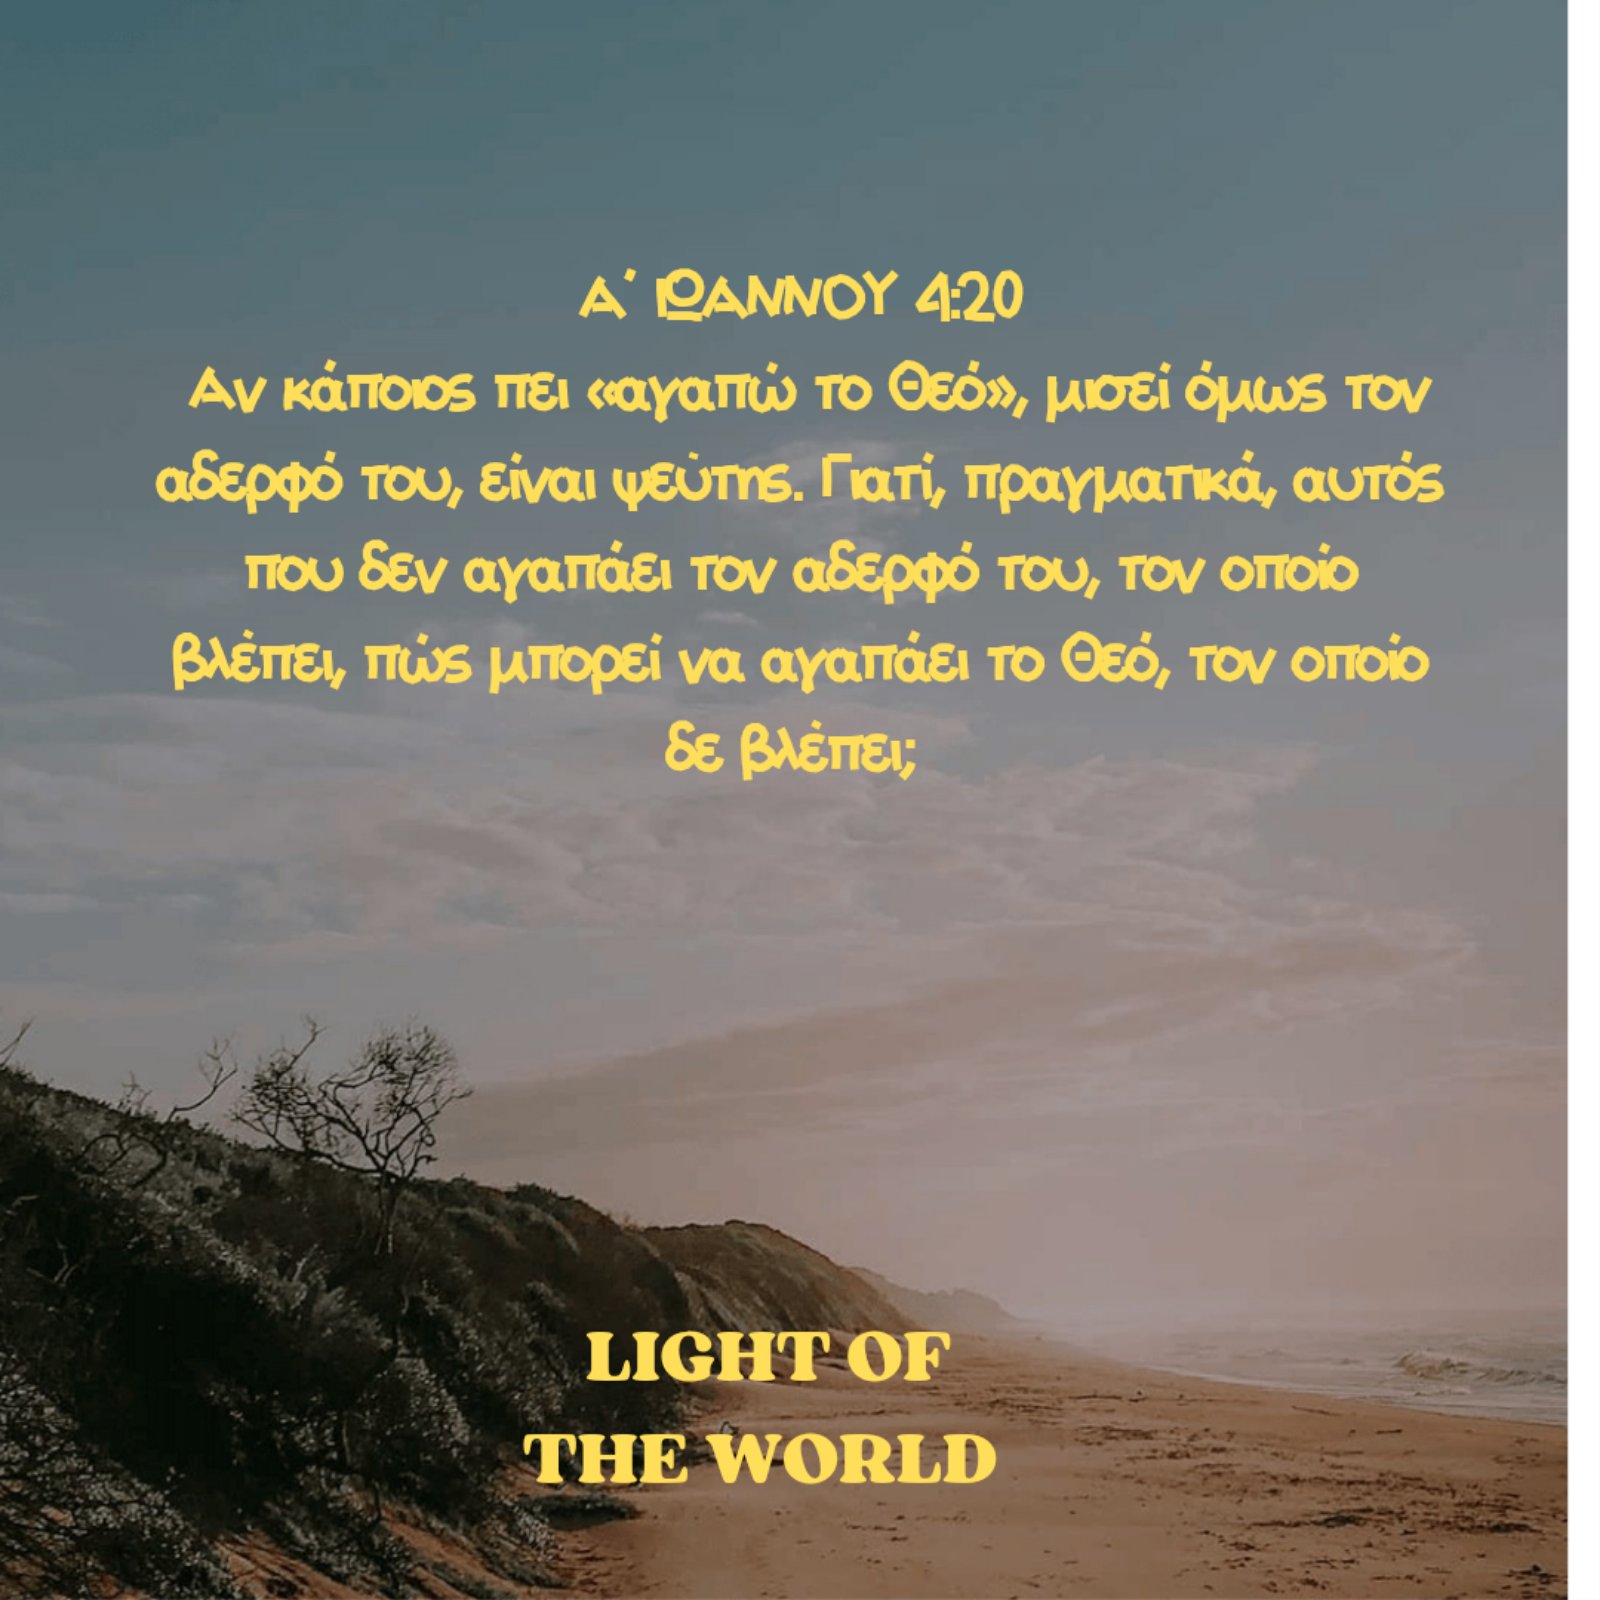 Α΄ ΙΩΑΝΝΟΥ 4:20
Αν κάποιος πει «αγαπώ το Θεό», μισεί όμως τον
αδερφό του, είναι ψεύτης. Γιατί, πραγματικά, αυτός
που δεν αγαπάει τον αδερφό του, τον οποίο
βλέπει, πώς μπορεί να αγαπάει το Θεό, τον οποίο
δε βλέπει;
LIGHT OF
THE WORLD